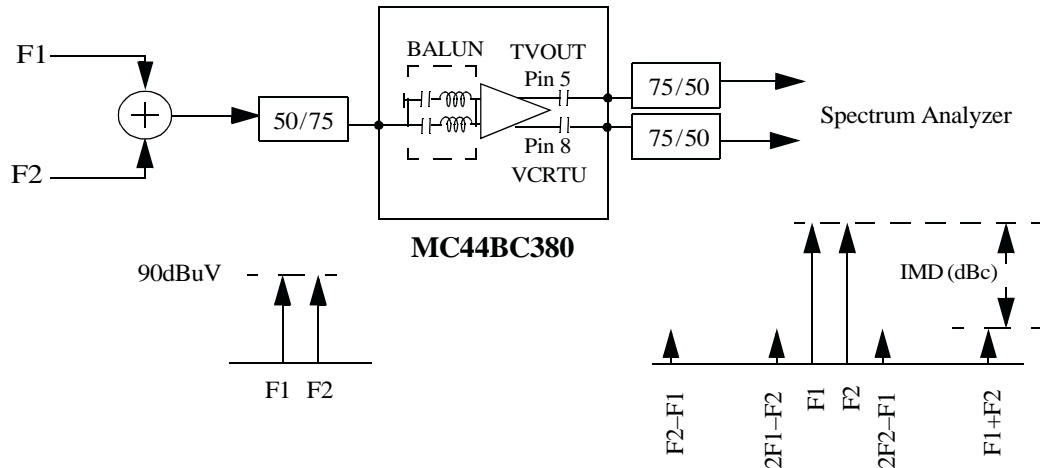 F1
F2
50/75
BALUN
TVOUT
Pin 5
Pin 8
VCRTU
75/50
75/50
Spectrum Analyzer
MC44BC380
90dBuV
F1
F2
IMD (dBc)
F2–F1
2F1–F2
F1
F2
2F2–F1
F1+F2